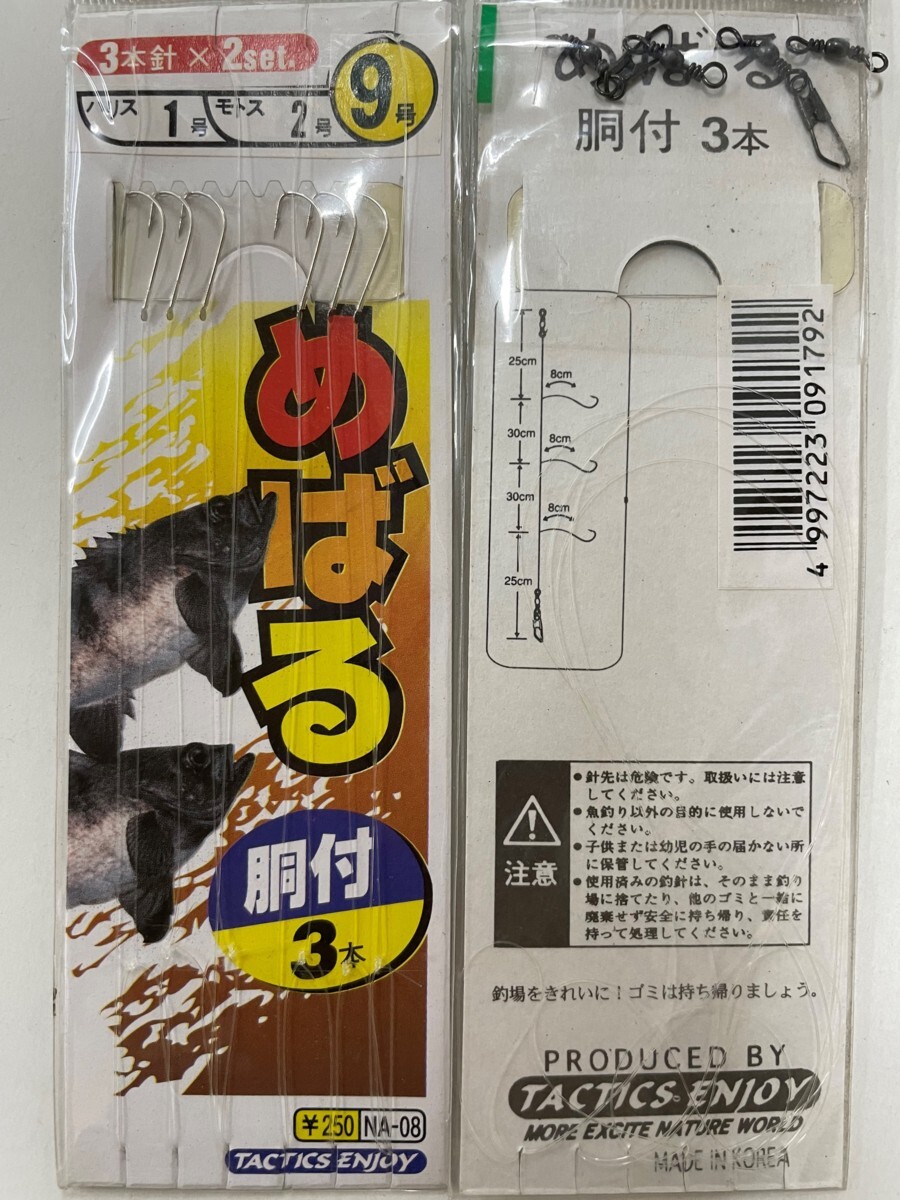 3本針×2set.
ハリス 1号 モトス 2号 9号
めばる
胴付
3本
¥250 NA-08
TACTICS ENJOY
めばる
胴付 3本
25cm
8cm
30cm
8cm
30cm
8cm
25cm
4 997223 091792
注意
●針先は危険です。取扱いには注意
してください。
●魚釣り以外の目的に使用しないで
ください。
●子供または幼児の手の届かない所
に保管してください。
●使用済みの釣針は、そのまま釣り
場に捨てたり、他のゴミと一緒に
廃棄せず安全に持ち帰り、責任を
持って処理してください。
釣場をきれいに!ゴミは持ち帰りましょう。
PRODUCED BY
TACTICS ENJOY
MORE EXCITE NATURE WORLD
MADE IN KOREA